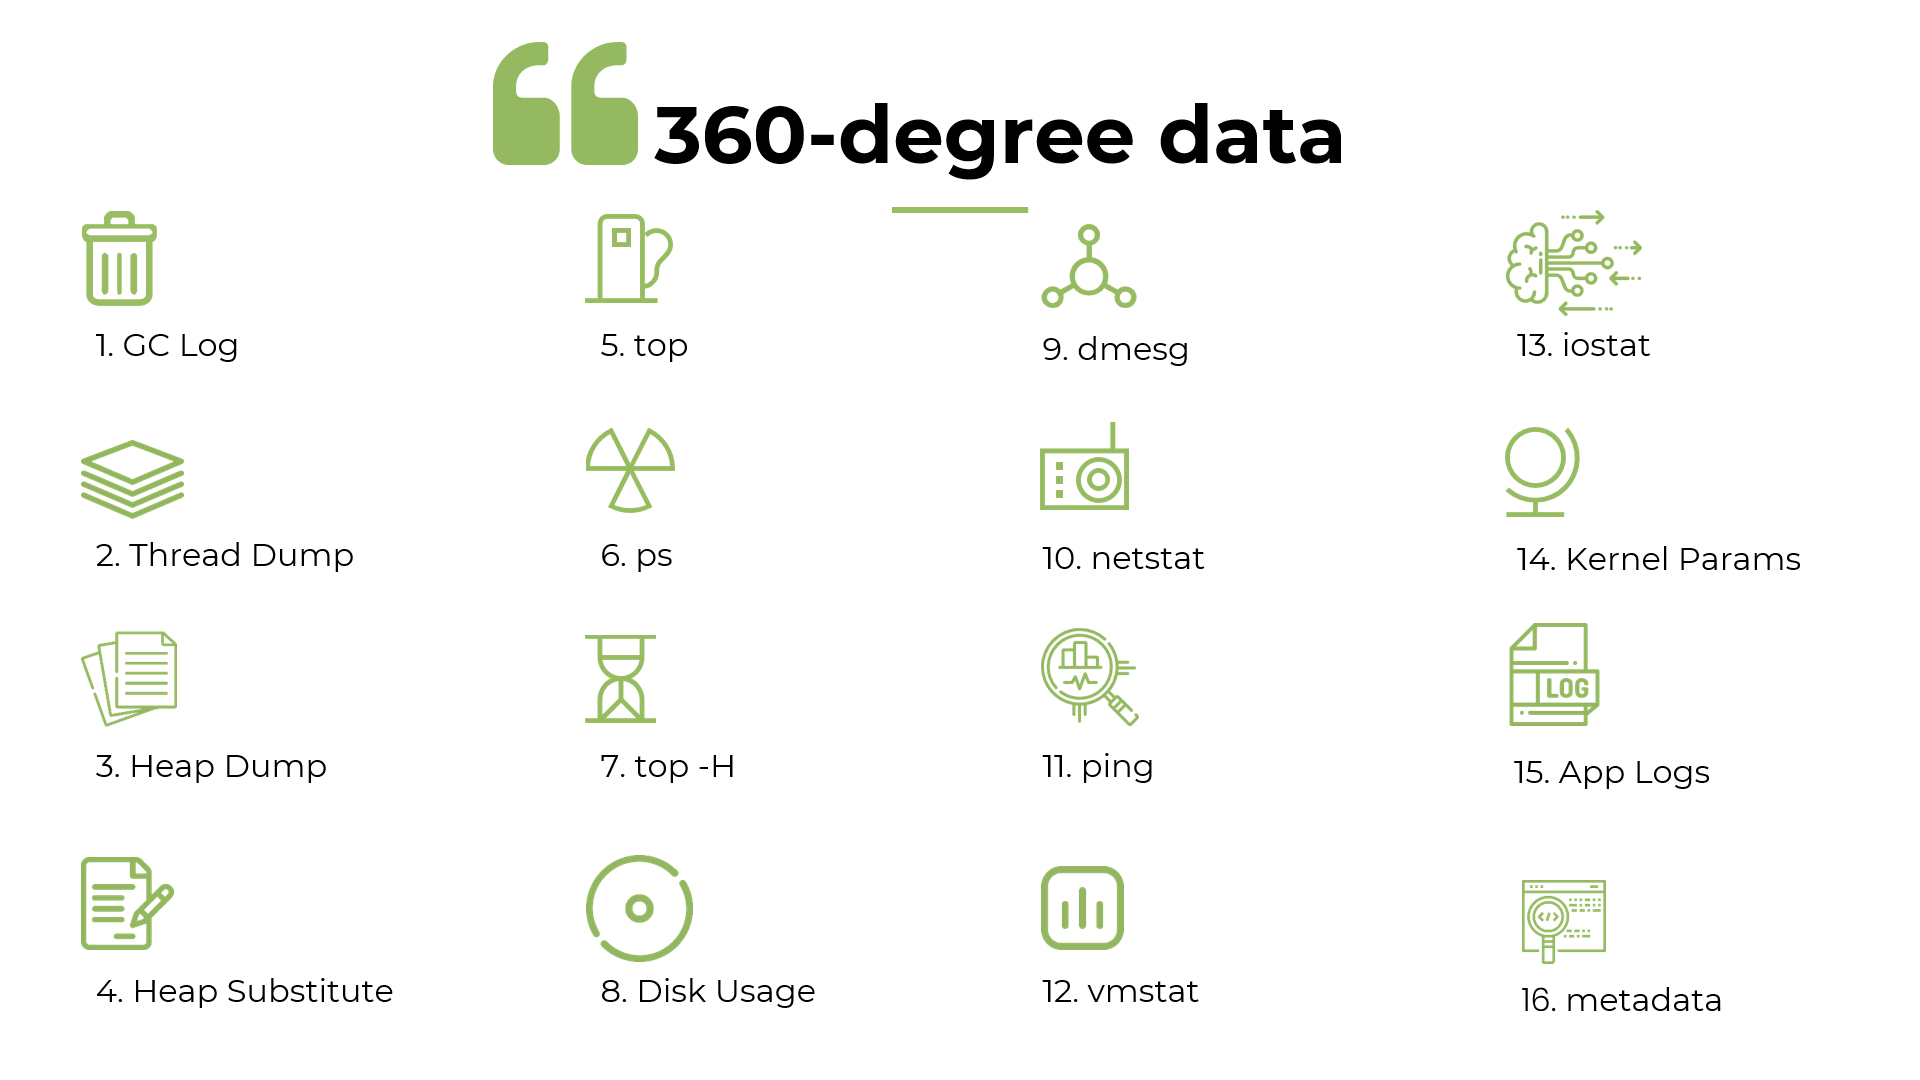 360-degree data
1. GC Log
2. Thread Dump
3. Heap Dump
4. Heap Substitute
5. top
6. ps
7. top -H
8. Disk Usage
9. dmesg
10. netstat
11. ping
12. vmstat
13. iostat
14. Kernel Params
LOG
15. App Logs
16. metadata